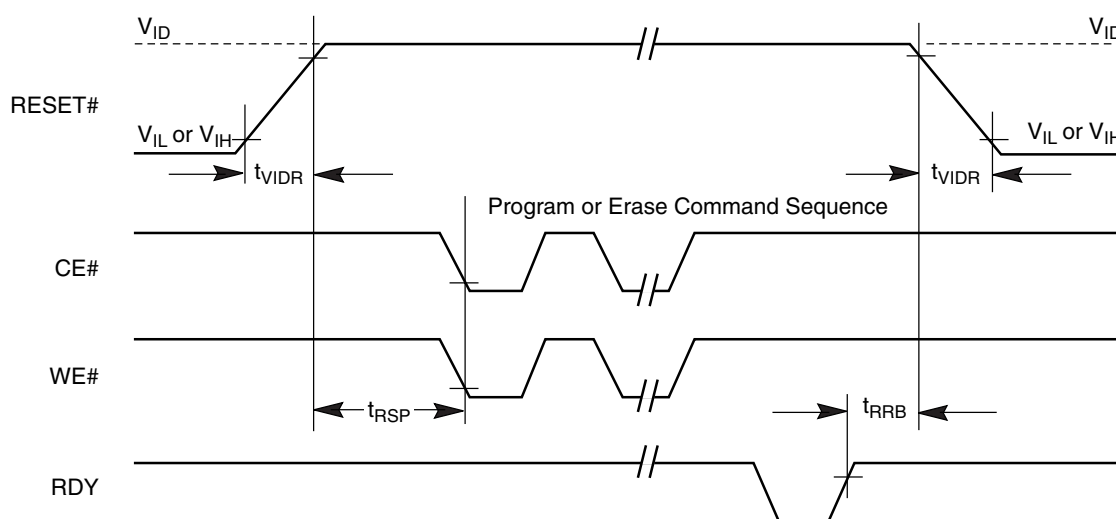 V_ID V_ID
RESET#
V_IL or V_IH V_IL or V_IH
t_VIDR t_VIDR
Program or Erase Command Sequence
CE#
WE#
t_RSP t_RRB
RDY